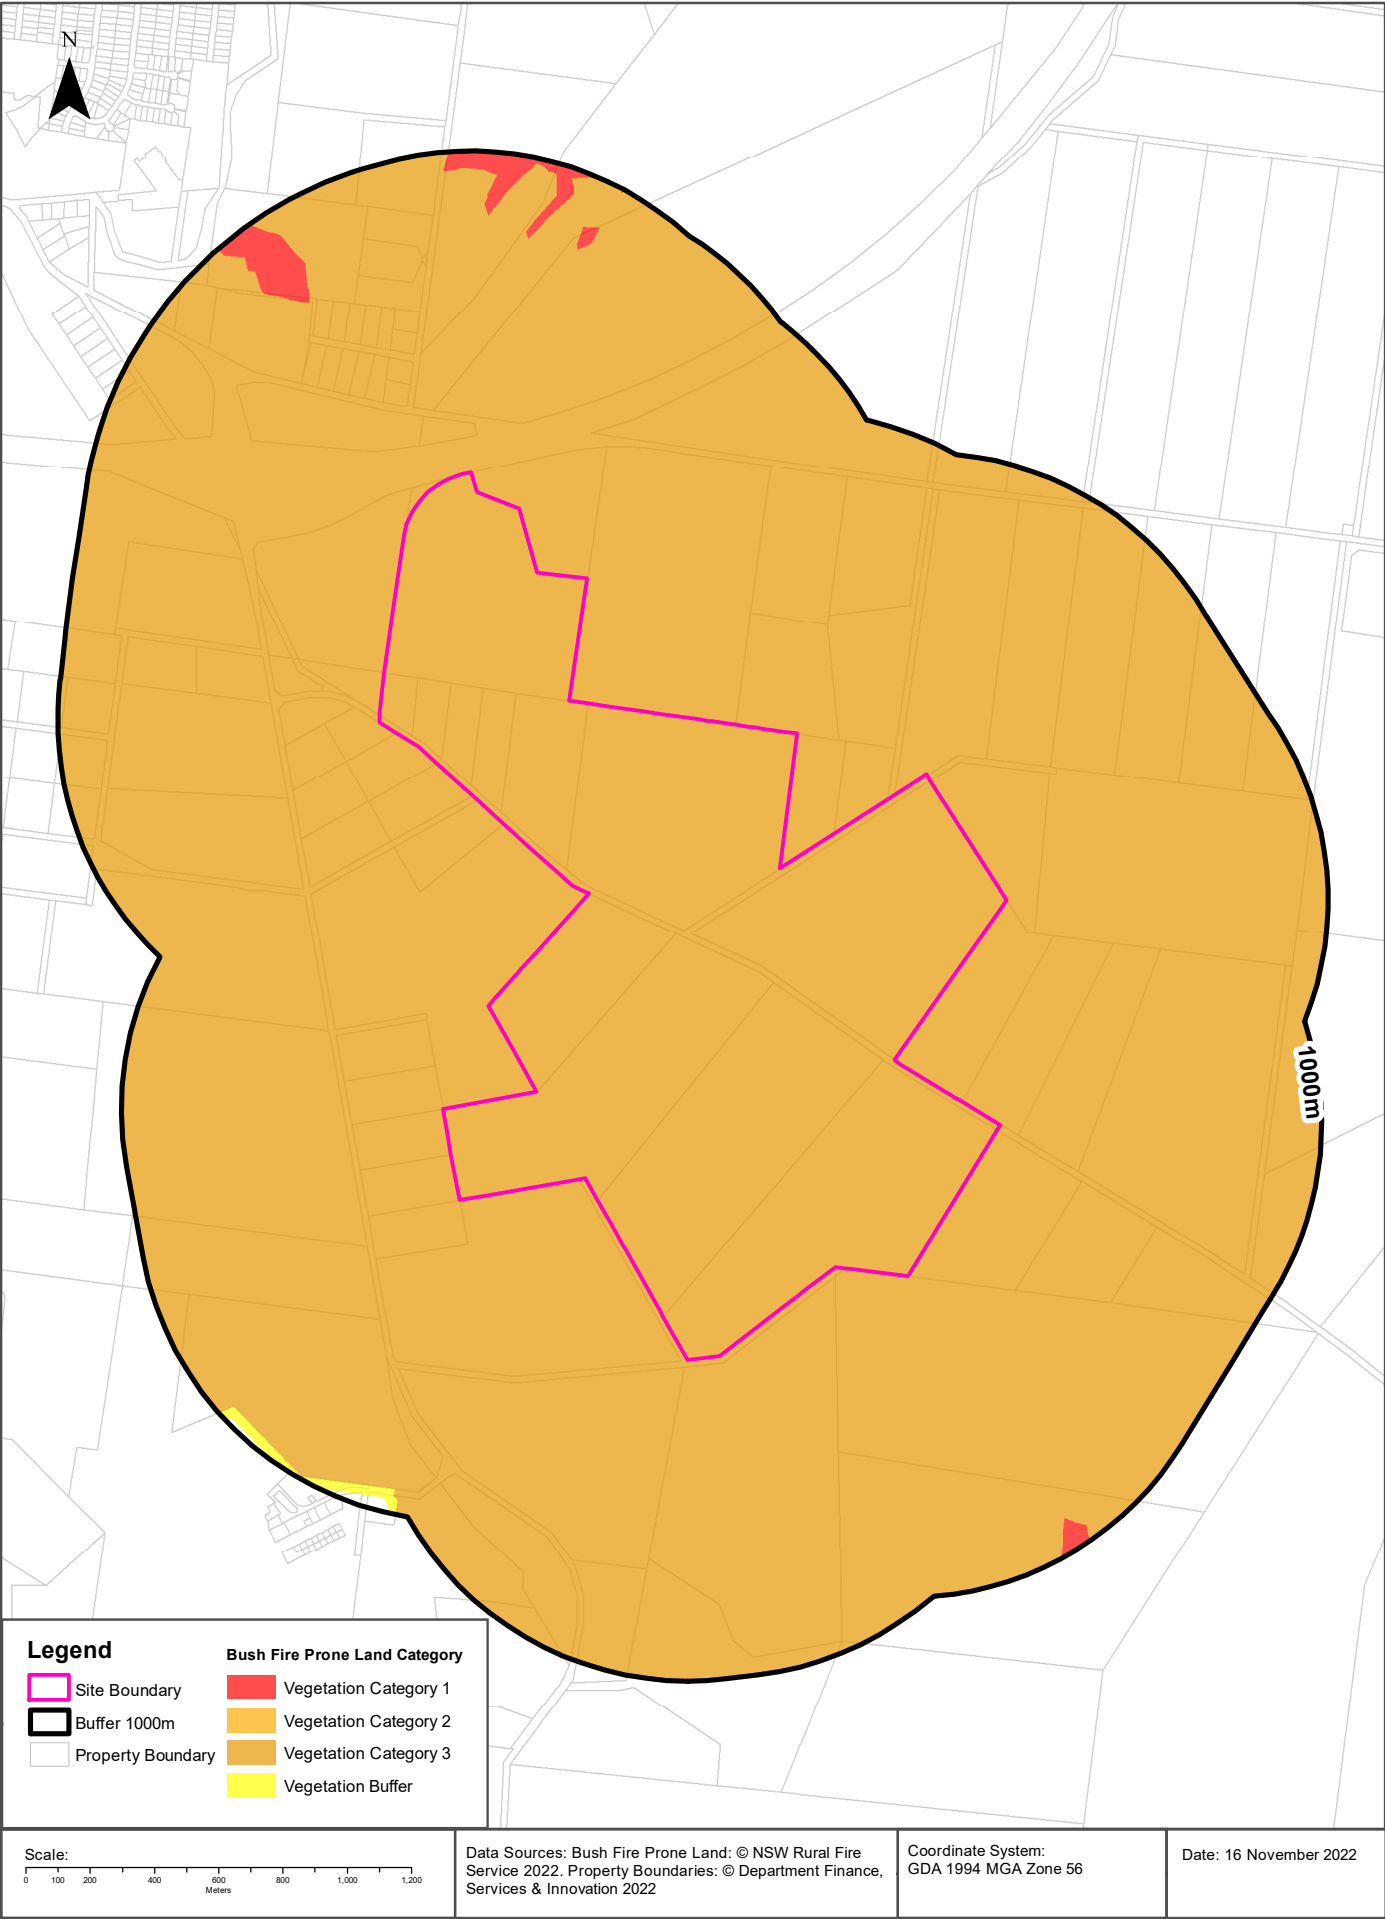 N
1000m
Legend
Site Boundary
Buffer 1000m
Property Boundary
Bush Fire Prone Land Category
Vegetation Category 1
Vegetation Category 2
Vegetation Category 3
Vegetation Buffer
Scale:
0 100 200 400 600 800 1,000 1,200
Meters
Data Sources: Bush Fire Prone Land: © NSW Rural Fire
Service 2022. Property Boundaries: © Department Finance,
Services & Innovation 2022
Coordinate System:
GDA 1994 MGA Zone 56
Date: 16 November 2022